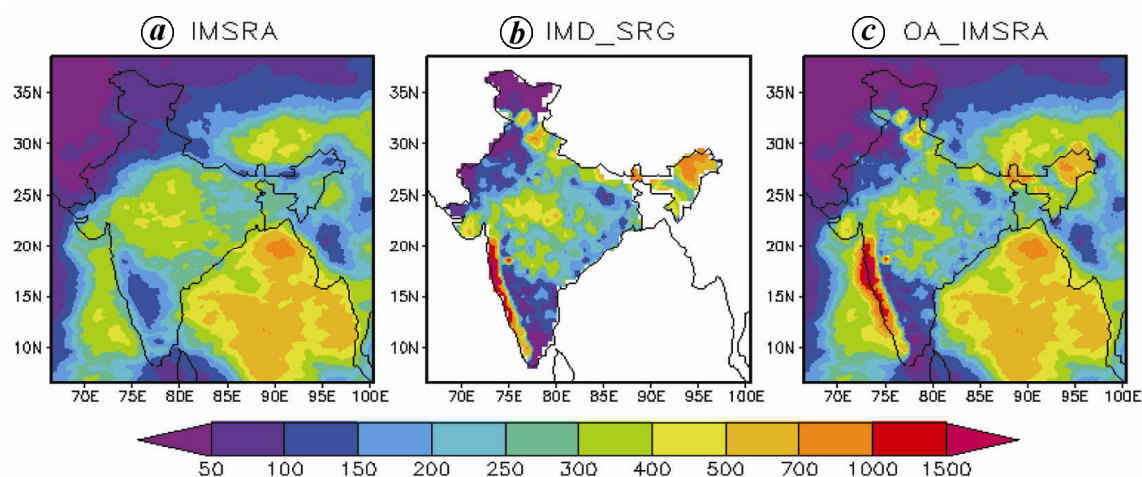 a IMSRA
b IMD_SRG
c OA_IMSRA
35N
30N
25N
20N
15N
10N
70E 75E 80E 85E 90E 95E 100E
35N
30N
25N
20N
15N
10N
70E 75E 80E 85E 90E 95E 100E
35N
30N
25N
20N
15N
10N
70E 75E 80E 85E 90E 95E 100E
50 100 150 200 250 300 400 500 700 1000 1500